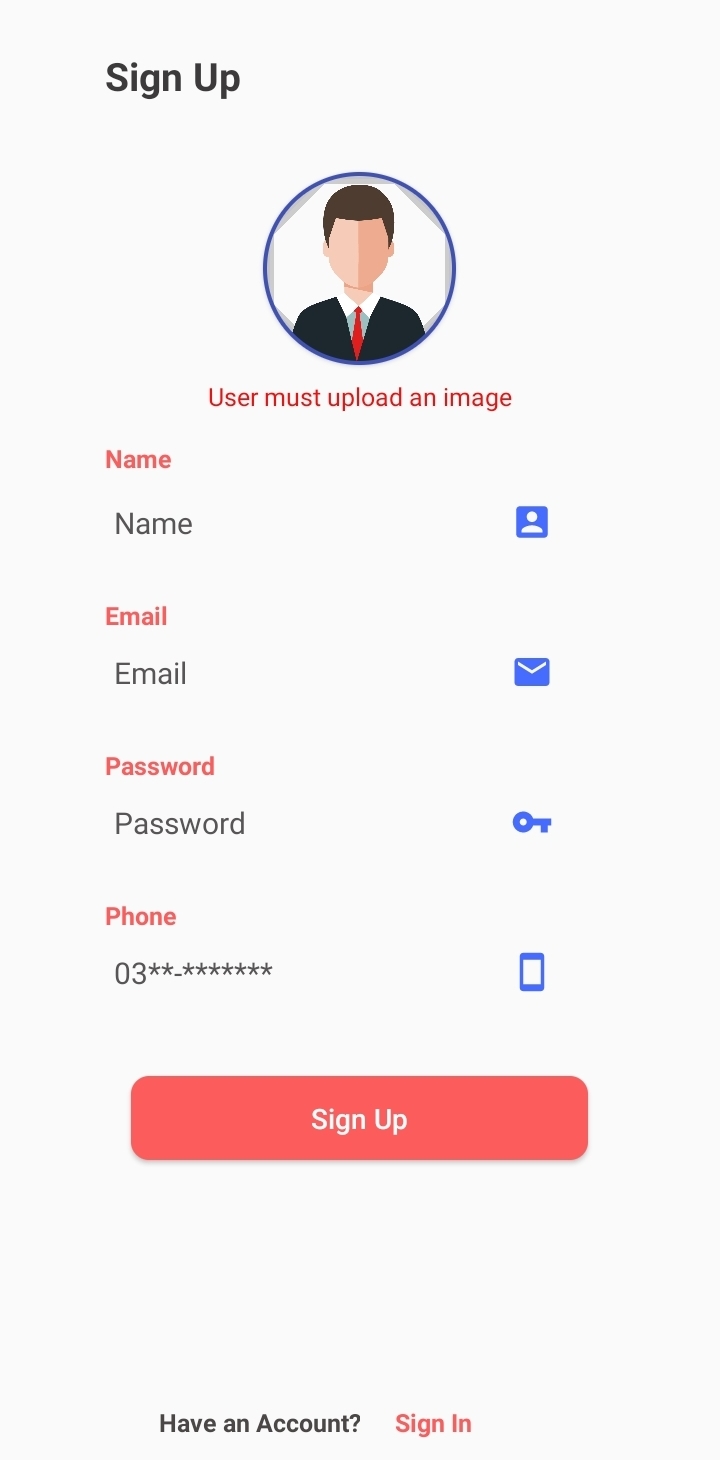 Sign Up
User must upload an image
Name
Name
Email
Email
Password
Password
Phone
03**-*******
Sign Up
Have an Account? Sign In